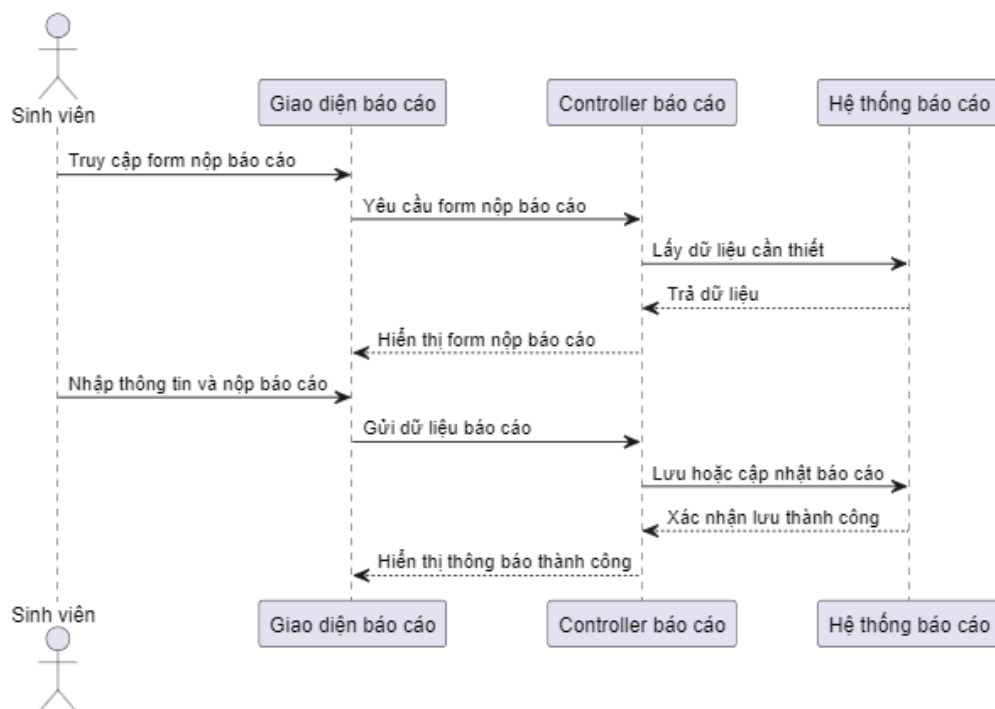 Sinh viên
Giao diện báo cáo
Controller báo cáo
Hệ thống báo cáo
Truy cập form nộp báo cáo
Yêu cầu form nộp báo cáo
Lấy dữ liệu cần thiết
Trả dữ liệu
Hiển thị form nộp báo cáo
Nhập thông tin và nộp báo cáo
Gửi dữ liệu báo cáo
Lưu hoặc cập nhật báo cáo
Xác nhận lưu thành công
Hiển thị thông báo thành công
Sinh viên
Giao diện báo cáo
Controller báo cáo
Hệ thống báo cáo